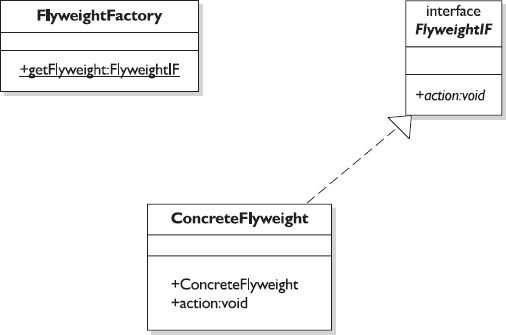 FlyweightFactory
+getFlyweight:FlyweightIF
interface
FlyweightIF
+action:void
ConcreteFlyweight
+ConcreteFlyweight
+action:void